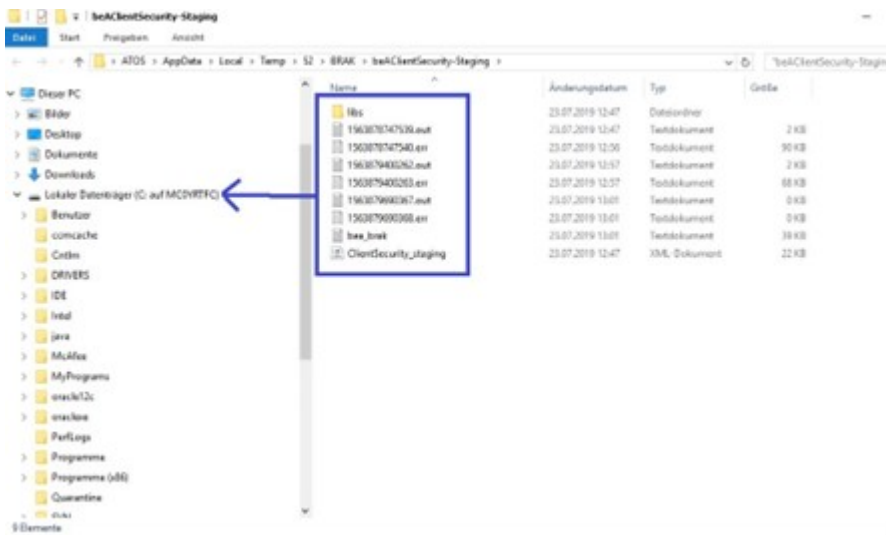 beAClientSecurity-Staging
Datei Start Freigeben Ansicht
ATOS › AppData › Local › Temp › S2 › BRAK › beAClientSecurity-Staging ›
Name Änderungsdatum Typ Größe
libs 23.07.2019 12:47 Dateiordner
1563878747539.out 23.07.2019 12:47 Textdokument 2 KB
1563878747540.err 23.07.2019 12:56 Textdokument 90 KB
1563879400262.out 23.07.2019 12:57 Textdokument 2 KB
1563879400263.err 23.07.2019 12:57 Textdokument 68 KB
1563879690367.out 23.07.2019 13:01 Textdokument 0 KB
1563879690368.err 23.07.2019 13:01 Textdokument 0 KB
bea_brak 23.07.2019 13:01 Textdokument 39 KB
ClientSecurity_staging 23.07.2019 12:47 XML-Dokument 22 KB
Dieser PC
Bilder
Desktop
Dokumente
Downloads
Lokaler Datenträger (C: auf
Benutzer
comcache
Cntlm
DRIVERS
IDE
Intel
java
McAfee
MyPrograms
oracle12c
oraclexe
PerfLogs
Programme
Programme (x86)
Quarantine
9 Elemente